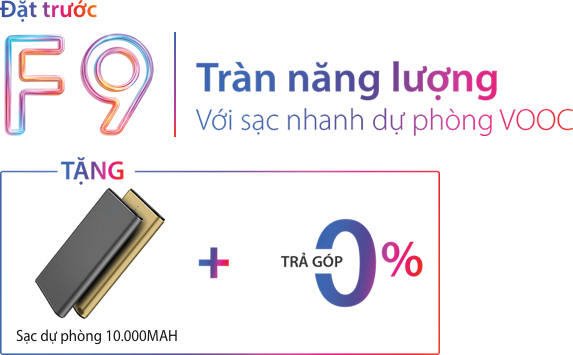 Đặt trước
F9
Tràn năng lượng
Với sạc nhanh dự phòng VOOC
TẶNG
+
TRẢ GÓP 0%
Sạc dự phòng 10.000MAH